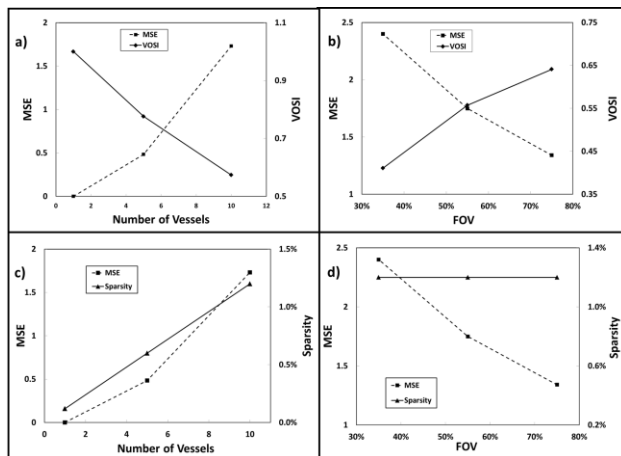 a)
MSE
VOSI
2
1.5
1
0.5
0
1.1
0.9
0.7
0.5
MSE
VOSI
0 2 4 6 8 10 12
Number of Vessels
b)
MSE
VOSI
2.5
2
1.5
1
0.75
0.65
0.55
0.45
0.35
MSE
VOSI
30% 40% 50% 60% 70% 80%
FOV
c)
MSE
Sparsity
2
1.5
1
0.5
0
1.5%
1.0%
0.5%
0.0%
MSE
Sparsity
0 2 4 6 8 10
Number of Vessels
d)
MSE
Sparsity
2.5
2
1.5
1
1.4%
1.0%
0.6%
0.2%
MSE
Sparsity
30% 40% 50% 60% 70% 80%
FOV